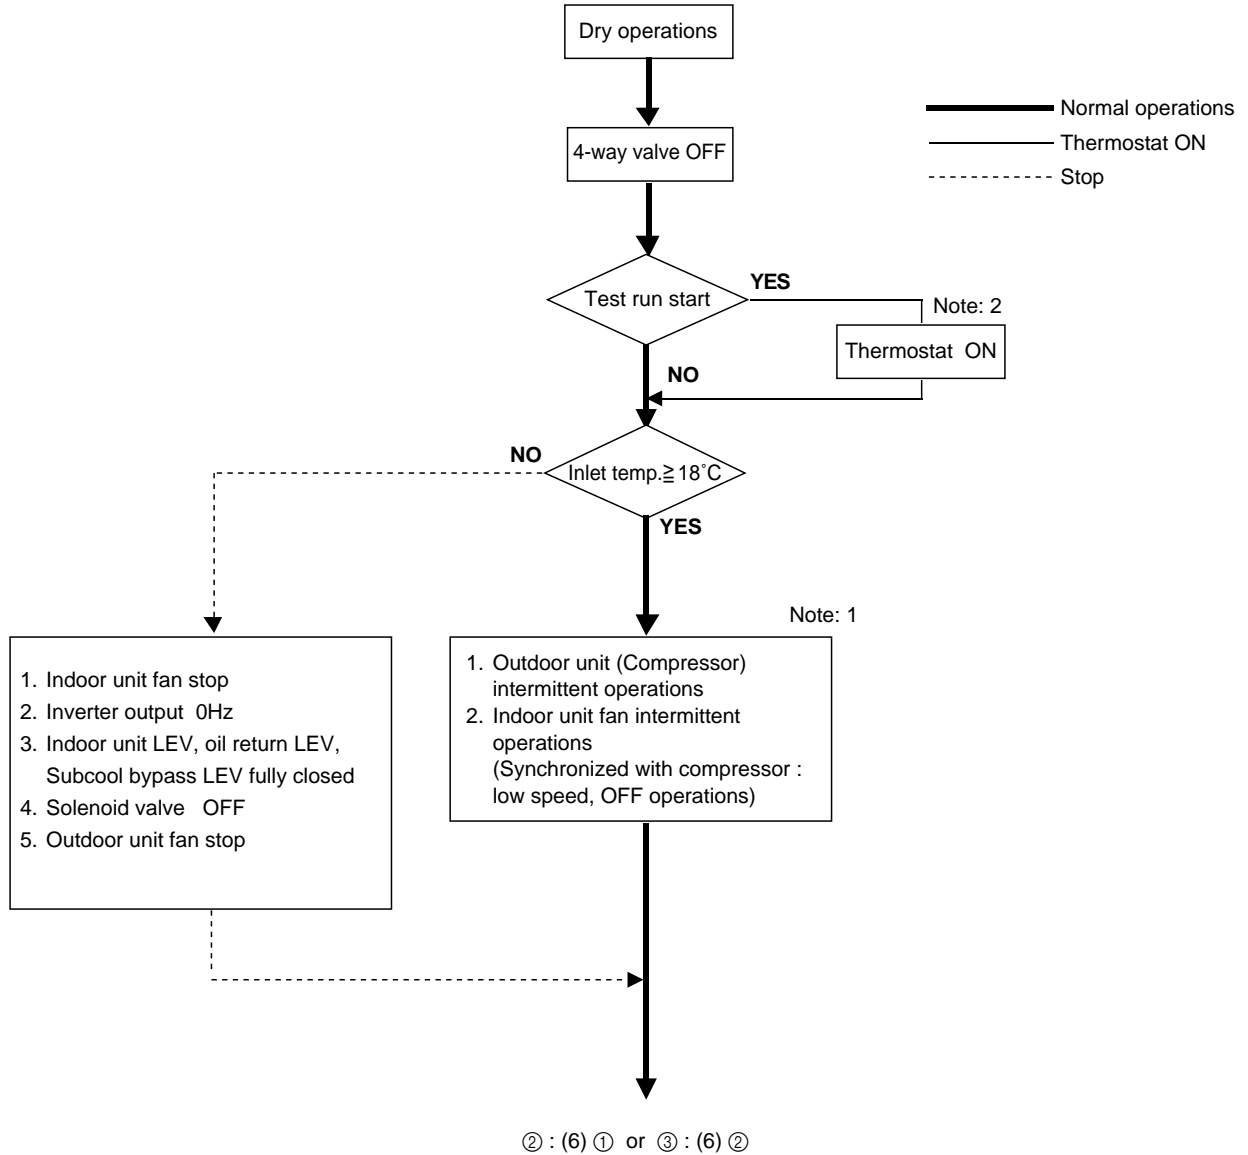 Dry operations
Normal operations
4-way valve OFF
Thermostat ON
Stop
Test run start
YES
Note: 2
Thermostat ON
NO
NO
Inlet temp.≧18˚C
YES
Note: 1
1. Indoor unit fan stop
2. Inverter output 0Hz
3. Indoor unit LEV, oil return LEV,
Subcool bypass LEV fully closed
4. Solenoid valve OFF
5. Outdoor unit fan stop
1. Outdoor unit (Compressor)
intermittent operations
2. Indoor unit fan intermittent
operations
(Synchronized with compressor :
low speed, OFF operations)
② : (6) ① or ③ : (6) ②